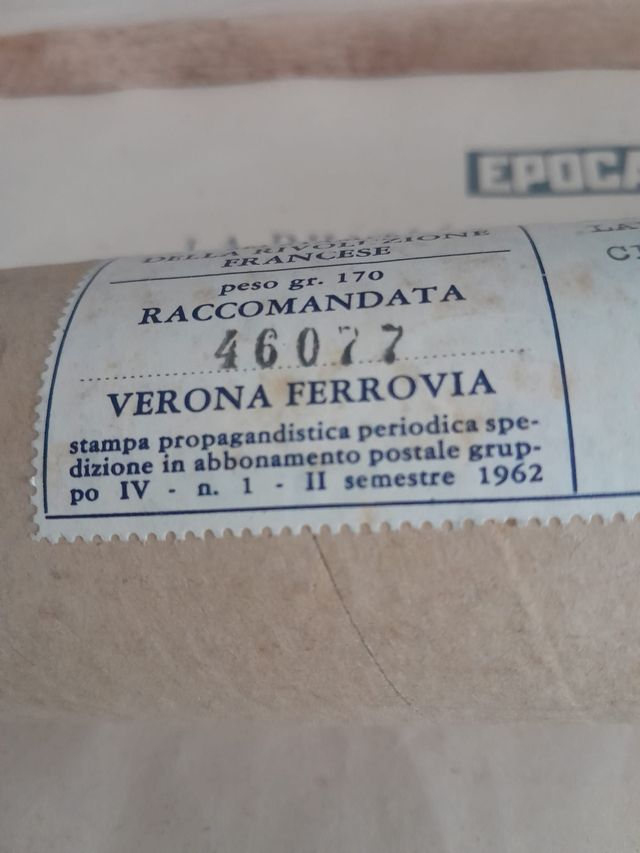 EPOCA
DELLA RIVOLUZIONE
FRANCESE
peso gr. 170
RACCOMANDATA
46077
VERONA FERROVIA
stampa propagandistica periodica spe-
dizione in abbonamento postale grup-
po IV - n. 1 - II semestre 1962
LA